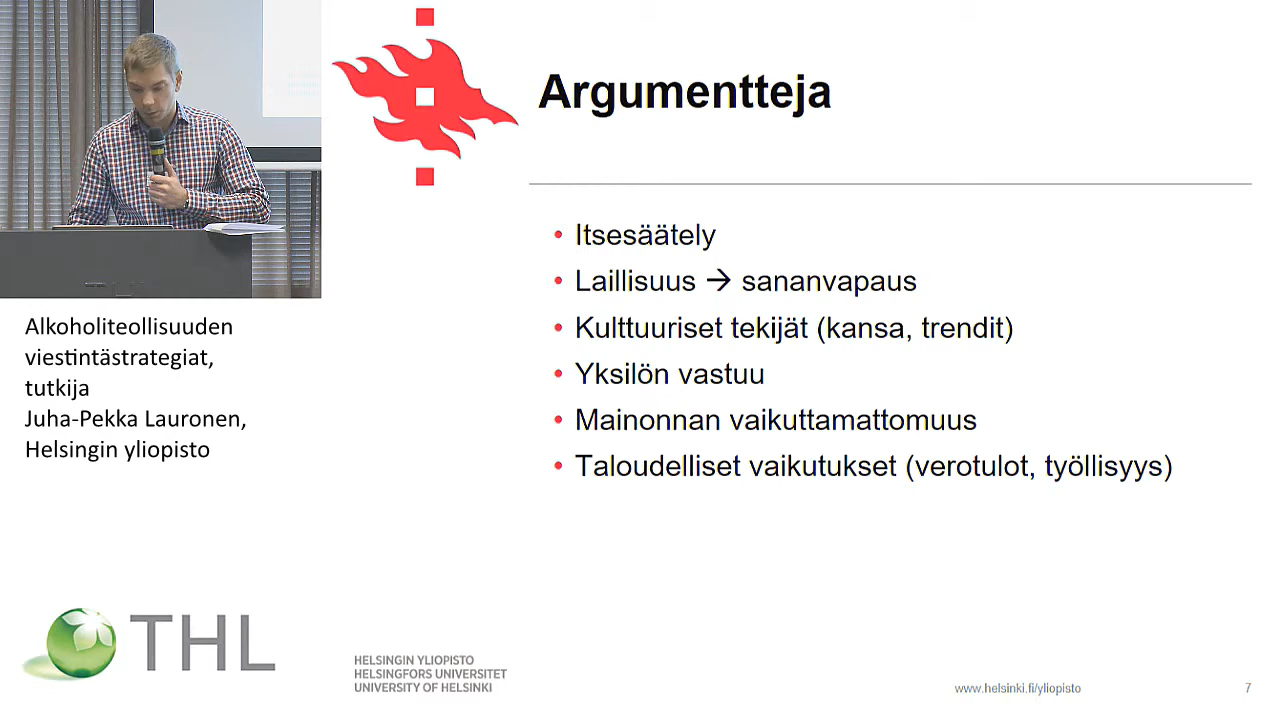 Argumentteja
• Itsesäätely
• Laillisuus → sananvapaus
• Kulttuuriset tekijät (kansa, trendit)
• Yksilön vastuu
• Mainonnan vaikuttamattomuus
• Taloudelliset vaikutukset (verotulot, työllisyys)
Alkoholiteollisuuden
viestintästrategiat,
tutkija
Juha-Pekka Lauronen,
Helsingin yliopisto
THL
HELSINGIN YLIOPISTO
HELSINGFORS UNIVERSITET
UNIVERSITY OF HELSINKI
www.helsinki.fi/yliopisto
7